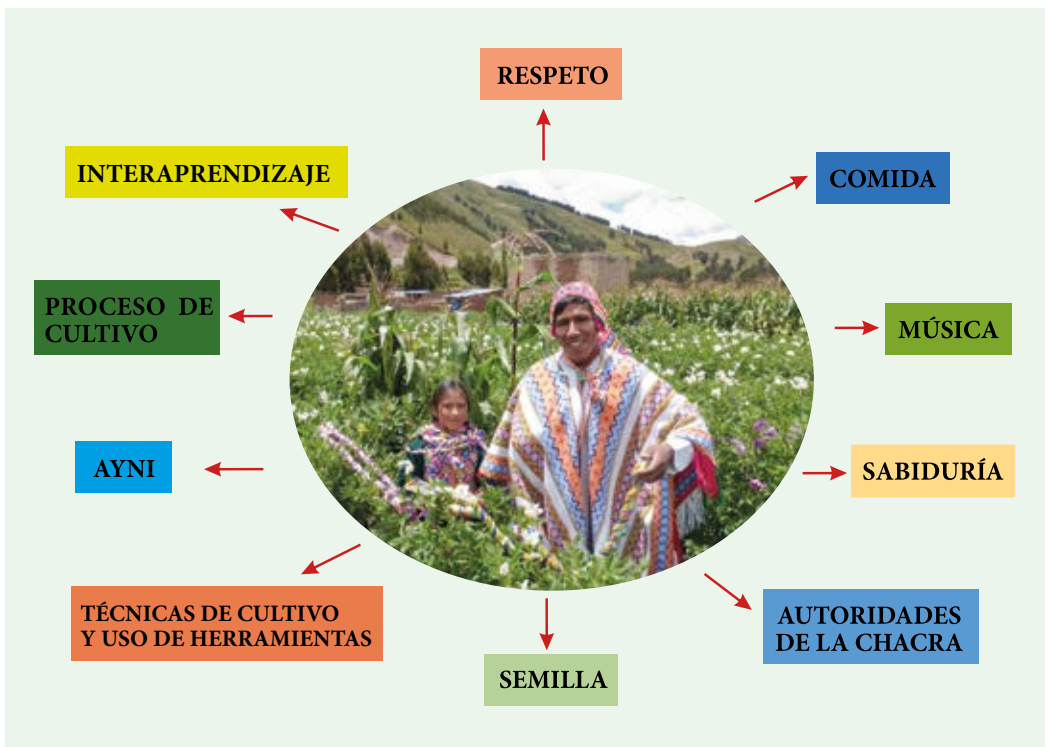 RESPETO
INTERAPRENDIZAJE
COMIDA
PROCESO DE
CULTIVO
MÚSICA
AYNI
SABIDURÍA
TÉCNICAS DE CULTIVO
Y USO DE HERRAMIENTAS
AUTORIDADES
DE LA CHACRA
SEMILLA